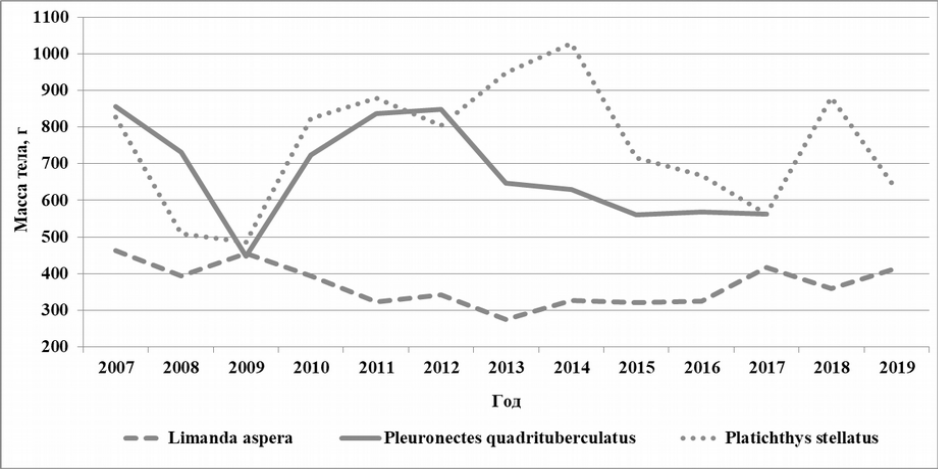 1100
1000
900
800
700
600
500
400
300
200
Масса тела, г
2007 2008 2009 2010 2011 2012 2013 2014 2015 2016 2017 2018 2019
Год
Limanda aspera Pleuronectes quadrituberculatus Platichthys stellatus